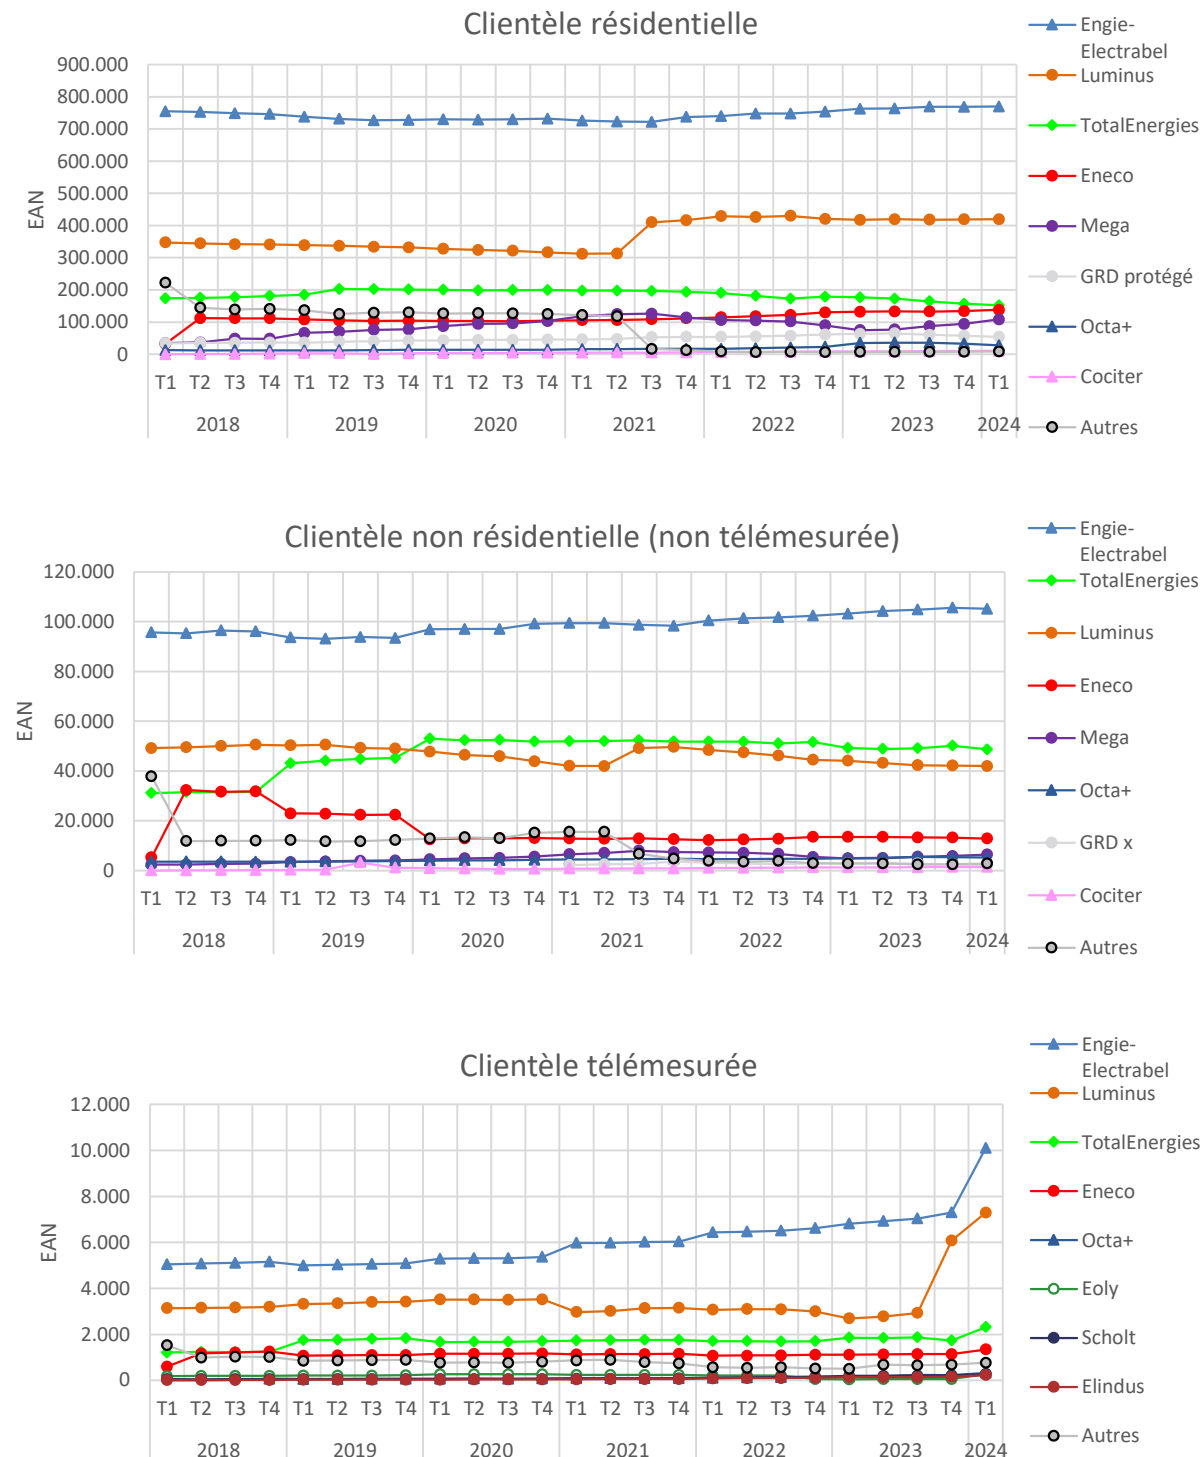 Clientèle résidentielle
900.000
800.000
700.000
600.000
500.000
400.000
300.000
200.000
100.000
0
EAN
T1 T2 T3 T4 T1 T2 T3 T4 T1 T2 T3 T4 T1 T2 T3 T4 T1 T2 T3 T4 T1 T2 T3 T4 T1
2018 2019 2020 2021 2022 2023 2024
Engie-
Electrabel
Luminus
TotalEnergies
Eneco
Mega
GRD protégé
Octa+
Cociter
Autres
Clientèle non résidentielle (non télémesurée)
120.000
100.000
80.000
60.000
40.000
20.000
0
EAN
T1 T2 T3 T4 T1 T2 T3 T4 T1 T2 T3 T4 T1 T2 T3 T4 T1 T2 T3 T4 T1 T2 T3 T4 T1
2018 2019 2020 2021 2022 2023 2024
Engie-
Electrabel
TotalEnergies
Luminus
Eneco
Mega
Octa+
GRD x
Cociter
Autres
Clientèle télémesurée
12.000
10.000
8.000
6.000
4.000
2.000
0
EAN
T1 T2 T3 T4 T1 T2 T3 T4 T1 T2 T3 T4 T1 T2 T3 T4 T1 T2 T3 T4 T1 T2 T3 T4 T1
2018 2019 2020 2021 2022 2023 2024
Engie-
Electrabel
Luminus
TotalEnergies
Eneco
Octa+
Eoly
Scholt
Elindus
Autres